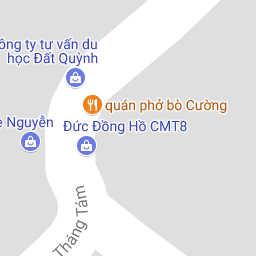 ông ty tư vấn du
học Đất Quỳnh
quán phở bò Cường
Đức Đồng Hồ CMT8
e Nguyễn
Tháng Tám